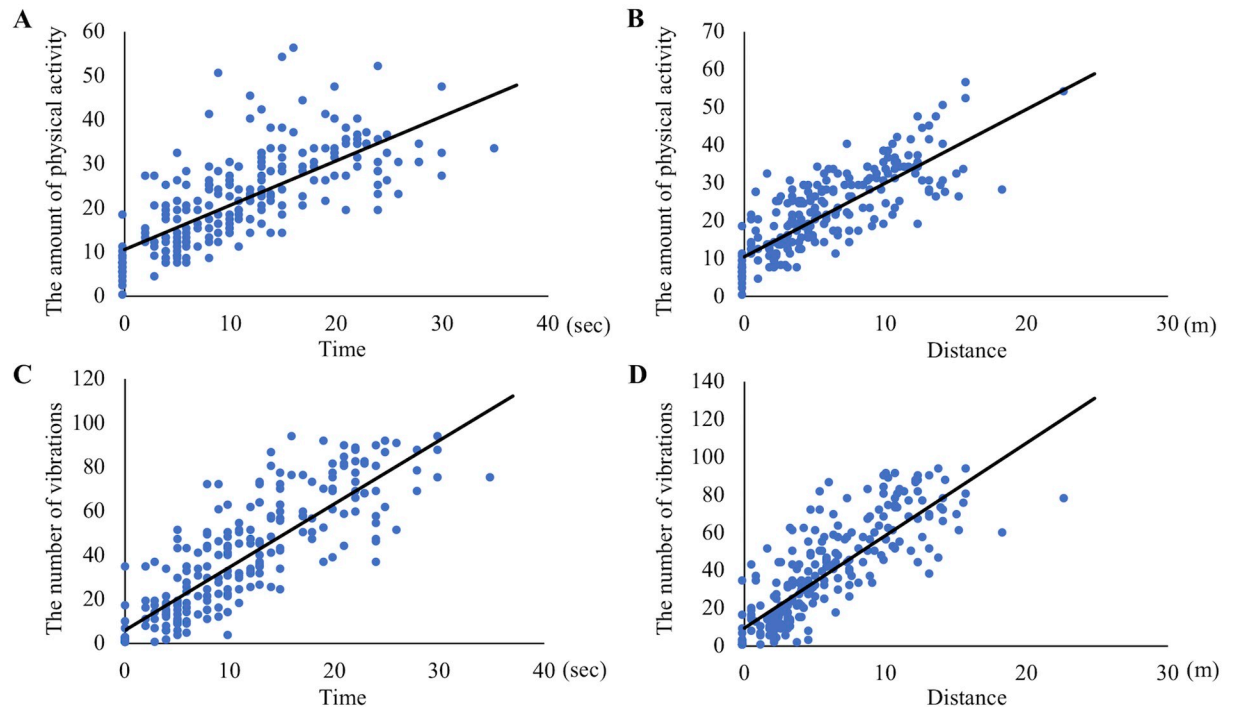 A
The amount of physical activity
60
50
40
30
20
10
0
0 10 20 30 40 (sec)
Time
B
The amount of physical activity
70
60
50
40
30
20
10
0
0 10 20 30 (m)
Distance
C
The number of vibrations
120
100
80
60
40
20
0
0 10 20 30 40 (sec)
Time
D
The number of vibrations
140
120
100
80
60
40
20
0
0 10 20 30 (m)
Distance